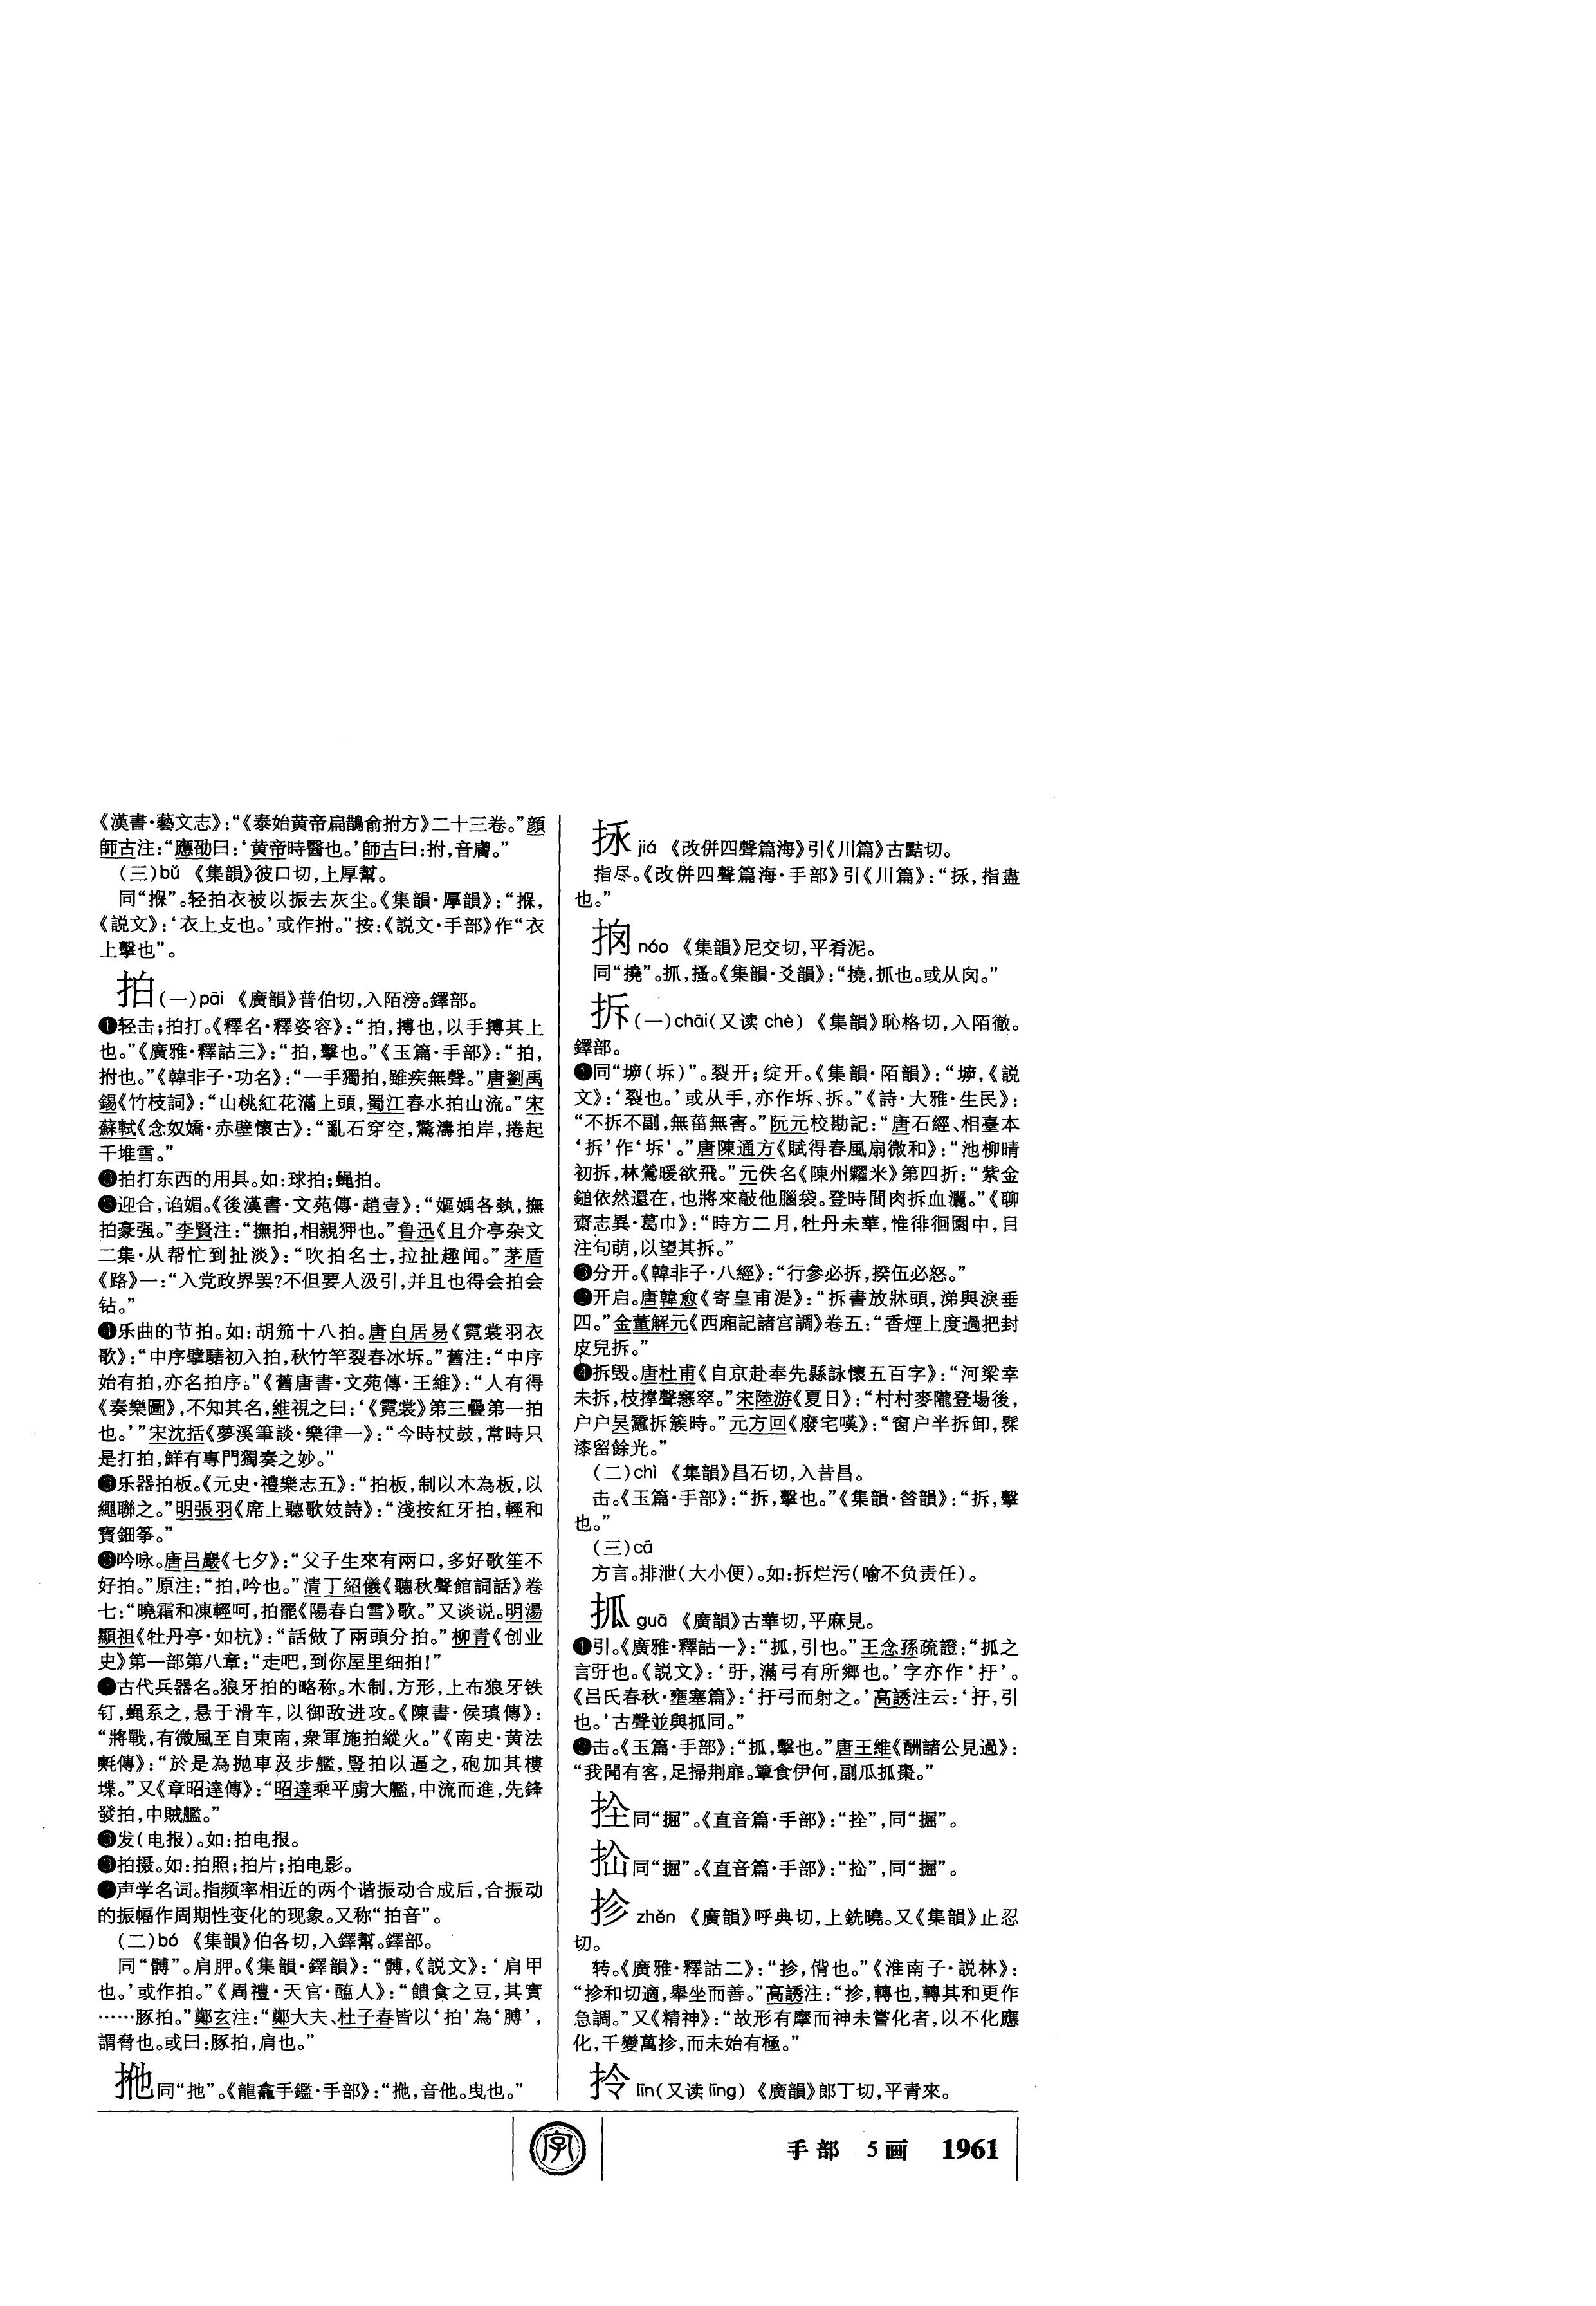 《漢書·藝文志》：“《泰始黄帝扁鵲俞拊方》二十三卷。”顔
師古注：“應劭曰：‘黄帝時醫也。’師古曰：拊，音膚。”
（三）bǔ 《集韻》彼口切，上厚幫。
同“掊”。轻拍衣被以振去灰尘。《集韻·厚韻》：“掊，
《説文》：‘衣上攴也。’或作拊。”按：《説文·手部》作“衣
上擊也”。
拍（一）pāi 《廣韻》普伯切，入陌滂。鐸部。
❶轻击；拍打。《釋名·釋姿容》：“拍，搏也，以手搏其上
也。”《廣雅·釋詁三》：“拍，擊也。”《玉篇·手部》：“拍，
拊也。”《韓非子·功名》：“一手獨拍，雖疾無聲。”唐劉禹
錫《竹枝詞》：“山桃紅花滿上頭，蜀江春水拍山流。”宋
蘇軾《念奴嬌·赤壁懷古》：“亂石穿空，驚濤拍岸，捲起
千堆雪。”
拍打东西的用具。如：球拍；蝇拍。
❸迎合，谄媚。《後漢書·文苑傳·趙壹》：“嫗媀各執，撫
拍豪强。”李賢注：“撫拍，相親狎也。”鲁迅《且介亭杂文
二集·从帮忙到扯淡》：“吹拍名士，拉扯趣闻。”茅盾
《路》一：“入党政界罢？不但要人汲引，并且也得会拍会
钻。”
❹乐曲的节拍。如：胡笳十八拍。唐白居易《霓裳羽衣
歌》：“中序擘騞初入拍，秋竹竿裂春冰坼。”舊注：“中序
始有拍，亦名拍序。”《舊唐書·文苑傳·王維》：“人有得
《奏樂圖》，不知其名，維視之曰：‘《霓裳》第三疊第一拍
也。’”宋沈括《夢溪筆談·樂律一》：“今時杖鼓，常時只
是打拍，鮮有專門獨奏之妙。”
乐器拍板。《元史·禮樂志五》：“拍板，制以木為板，以
繩聯之。”明張羽《席上聽歌妓詩》：“淺按紅牙拍，輕和
寶鈿筝。”
吟咏。唐吕巖《七夕》：“父子生來有兩口，多好歌笙不
好拍。”原注：“拍，吟也。”清丁紹儀《聽秋聲館詞話》卷
七：“曉霜和凍輕呵，拍罷《陽春白雪》歌。”又谈说。明湯
顯祖《牡丹亭·如杭》：“話做了兩頭分拍。”柳青《创业
史》第一部第八章：“走吧，到你屋里细拍！”
古代兵器名。狼牙拍的略称。木制，方形，上布狼牙铁
钉，蝇系之，悬于滑车，以御敌进攻。《陳書·侯瑱傳》：
“將戰，有微風至自東南，衆軍施拍縱火。”《南史·黄法
𣰰傳》：“於是為抛車及步艦，豎拍以逼之，砲加其樓
堞。”又《章昭達傳》：“昭達乘平虜大艦，中流而進，先鋒
發拍，中賊艦。”
发（电报）。如：拍电报。
拍摄。如：拍照；拍片；拍电影。
声学名词。指频率相近的两个谐振动合成后，合振动
的振幅作周期性变化的现象。又称“拍音”。
（二）bó 《集韻》伯各切，入鐸幫。鐸部。
同“髆”。肩胛。《集韻·鐸韻》：“髆，《説文》：‘肩甲
也。’或作拍。”《周禮·天官·醢人》：“饋食之豆，其實
……豚拍。”鄭玄注：“鄭大夫、杜子春皆以‘拍’為‘膊’，
謂脅也。或曰：豚拍，肩也。”
同“扡”。《龍龕手鑑·手部》：“音他。曳也。”
jiá 《改併四聲篇海》引《川篇》古黠切。
指尽。《改併四聲篇海·手部》引《川篇》：“指盡
也。”
náo 《集韻》尼交切，平肴泥。
同“撓”。抓，搔。《集韻·爻韻》：“撓，抓也。或从㐫。”
拆（一）chāi（又读 chè） 《集韻》恥格切，入陌徹。
鐸部。
❶同“㙤（坼）”。裂开；绽开。《集韻·陌韻》：“㙤，《説
文》：‘裂也。’或从手，亦作坼、拆。”《詩·大雅·生民》：
“不拆不副，無菑無害。”阮元校勘記：“唐石經、相臺本
‘拆’作‘坼’。”唐陳通方《賦得春風扇微和》：“池柳晴
初拆，林鶯暖欲飛。”元佚名《陳州糶米》第四折：“紫金
鎚依然還在，也將來敲他腦袋。登時間肉拆血灑。”《聊
齋志異·葛巾》：“時方二月，牡丹未華，惟徘徊園中，目
注句萌，以望其拆。”
分开。《韓非子·八經》：“行參必拆，揆伍必怒。”
开启。唐韓愈《寄皇甫湜》：“拆書放牀頭，涕與淚垂
四。”金董解元《西廂記諸宫調》卷五：“香煙上度過把封
皮兒拆。”
❹拆毁。唐杜甫《自京赴奉先縣詠懷五百字》：“河梁幸
未拆，枝撑聲窸窣。”宋陸游《夏日》：“村村麥隴登場後，
户户吴蠶拆簇時。”元方回《廢宅嘆》：“窗户半拆卸，髹
漆留餘光。”
（二）chì 《集韻》昌石切，入昔昌。
击。《玉篇·手部》：“拆，擊也。”《集韻·昝韻》：“拆，擊
也。”
（三）cā
方言。排泄（大小便）。如：拆烂污（喻不负责任）。
抓 guā 《廣韻》古華切，平麻見。
❶引。《廣雅·釋詁一》：“抓，引也。”王念孫疏證：“抓之
言弙也。《説文》：‘弙，滿弓有所鄉也。’字亦作‘扜’。
《吕氏春秋·壅塞篇》：‘扜弓而射之。’高誘注云：‘扜，引
也。’古聲並與抓同。”
❷击。《玉篇·手部》：“抓，擊也。”唐王維《酬諸公見過》：
“我聞有客，足掃荆扉。簞食伊何，副瓜抓棗。”
同“掘”。《直音篇·手部》：同“掘”。
同“掘”。《直音篇·手部》：同“掘”。
抮 zhěn 《廣韻》呼典切，上銑曉。又《集韻》止忍
切。
转。《廣雅·釋詁二》：“抮，偝也。”《淮南子·説林》：
“抮和切適，舉坐而善。”高誘注：“抮，轉也，轉其和更作
急調。”又《精神》：“故形有摩而神未嘗化者，以不化應
化，千變萬抮，而未始有極。”
拎 līn（又读 līng） 《廣韻》郎丁切，平青來。
字
手部 5画 1961